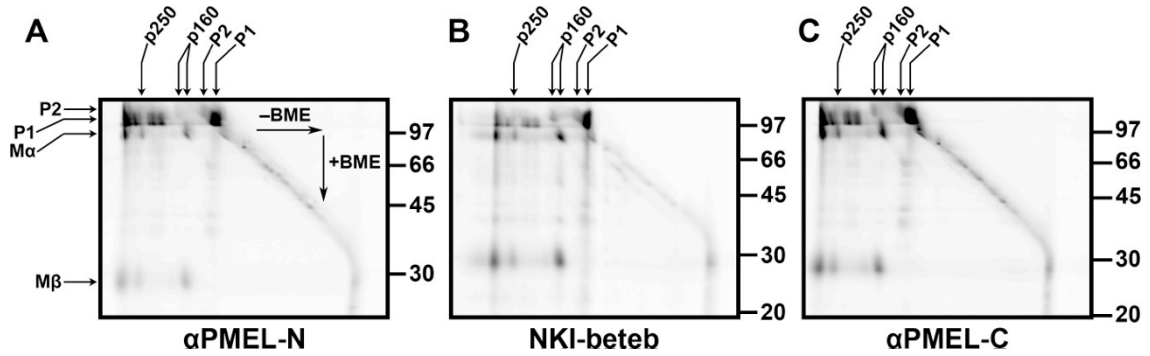 A
p250
p160
P2
P1
P2
P1
Mα
Mβ
–BME
+BME
97
66
45
30
αPMEL-N
B
p250
p160
P2
P1
97
66
45
30
20
NKI-beteb
C
p250
p160
P2
P1
97
66
45
30
20
αPMEL-C